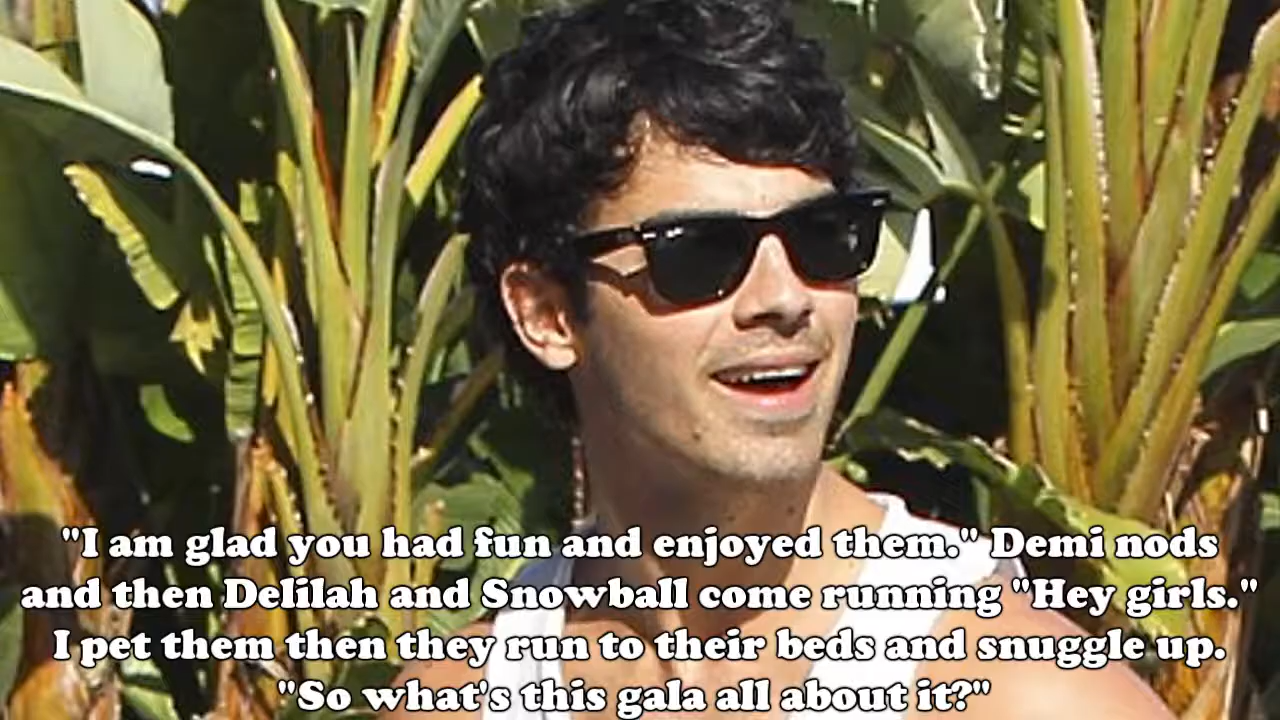 "I am glad you had fun and enjoyed them." Demi nods
and then Delilah and Snowball come running "Hey girls."
I pet them then they run to their beds and snuggle up.
"So what's this gala all about it?"